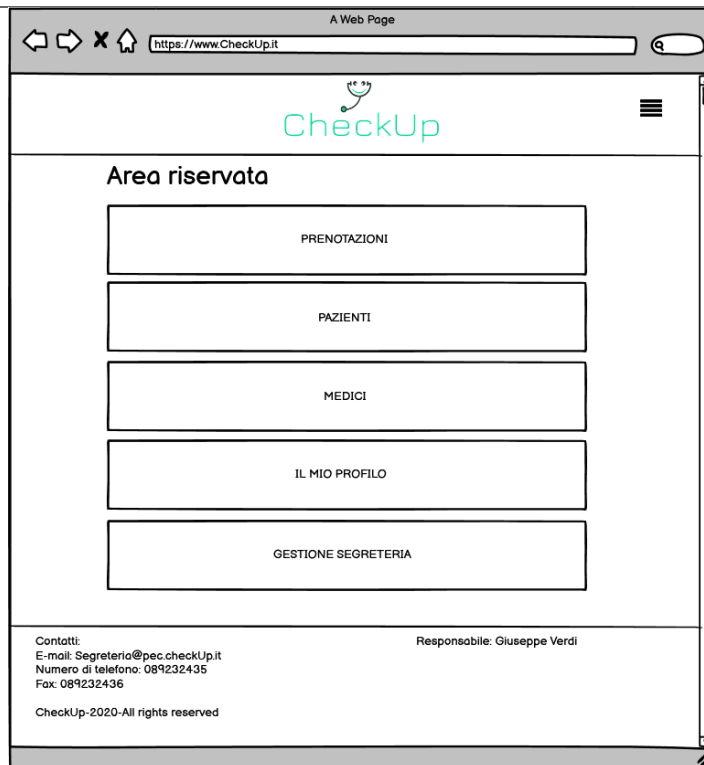 A Web Page
https://www.CheckUp.it
CheckUp
Area riservata
PRENOTAZIONI
PAZIENTI
MEDICI
IL MIO PROFILO
GESTIONE SEGRETERIA
Contatti:
E-mail: Segreteria@pec.checkUp.it
Numero di telefono: 089232435
Fax: 089232436
Responsabile: Giuseppe Verdi
CheckUp-2020-All rights reserved